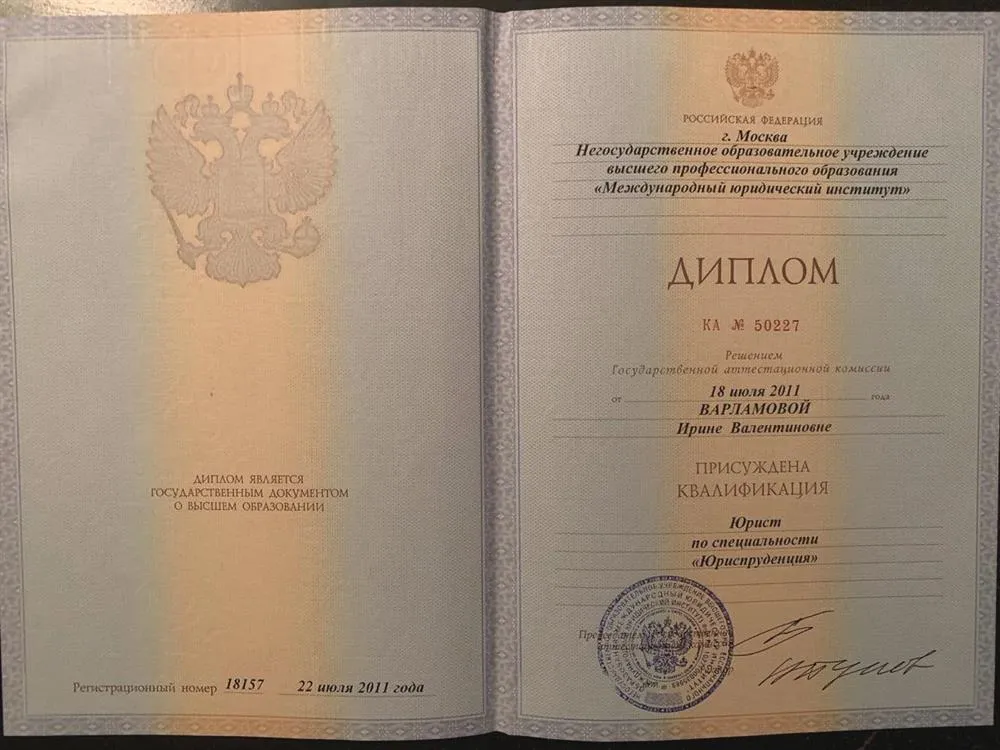 ДИПЛОМ ЯВЛЯЕТСЯ
ГОСУДАРСТВЕННЫМ ДОКУМЕНТОМ
О ВЫСШЕМ ОБРАЗОВАНИИ
Регистрационный номер 18157 22 июля 2011 года
РОССИЙСКАЯ ФЕДЕРАЦИЯ
г. Москва
Негосударственное образовательное учреждение
высшего профессионального образования
«Международный юридический институт»
ДИПЛОМ
КА № 50227
Решением
Государственной аттестационной комиссии
от 18 июля 2011 года
ВАРЛАМОВОЙ
Ирине Валентиновне
ПРИСУЖДЕНА
КВАЛИФИКАЦИЯ
Юрист
по специальности
«Юриспруденция»